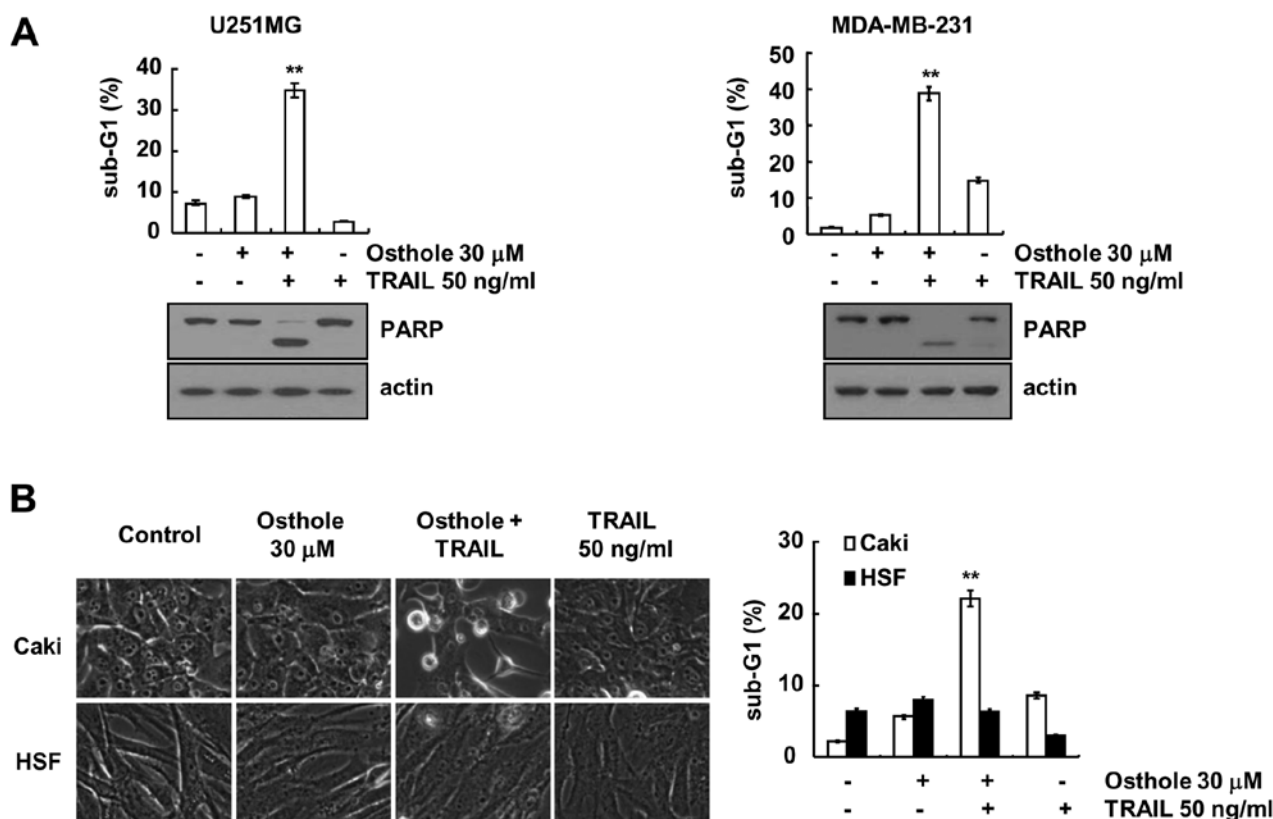 A
U251MG
40
30
20
10
0
sub-G1 (%)
**
- + + - Osthole 30 μM
- - + + TRAIL 50 ng/ml
PARP
actin
MDA-MB-231
50
40
30
20
10
0
sub-G1 (%)
**
- + + - Osthole 30 μM
- - + + TRAIL 50 ng/ml
PARP
actin
B
Control
Osthole
30 μM
Osthole +
TRAIL
TRAIL
50 ng/ml
Caki
HSF
30
20
10
0
sub-G1 (%)
Caki
HSF
**
- + + - Osthole 30 μM
- - + + TRAIL 50 ng/ml